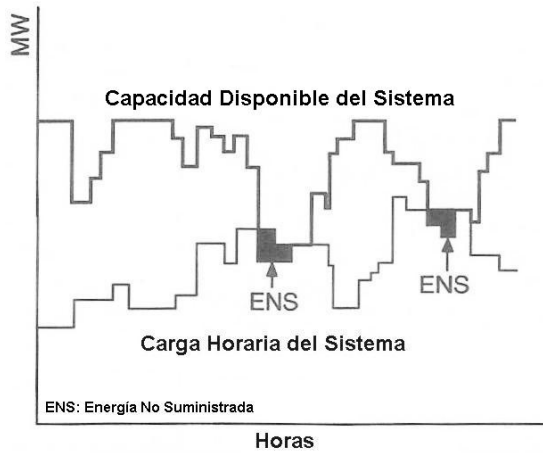 MW
Capacidad Disponible del Sistema
ENS
ENS
Carga Horaria del Sistema
ENS: Energía No Suministrada
Horas